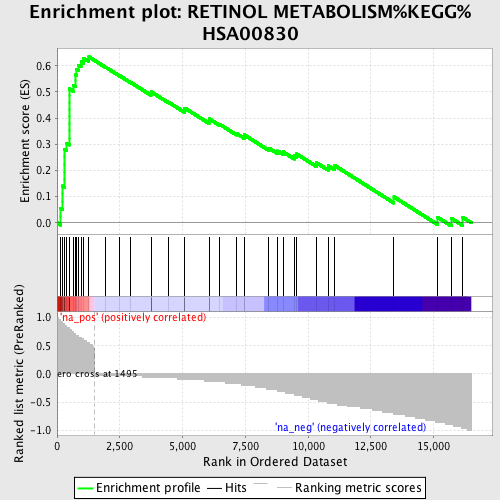 Enrichment plot: RETINOL METABOLISM%KEGG%
HSA00830
Enrichment score (ES)
0.6
0.5
0.4
0.3
0.2
0.1
0.0
Ranked list metric (PreRanked)
1.0
0.5
0.0
-0.5
-1.0
'na_pos' (positively correlated)
ero cross at 1495
'na_neg' (negatively correlated)
0 2,500 5,000 7,500 10,000 12,500 15,000
Rank in Ordered Dataset
Enrichment profile Hits Ranking metric scores